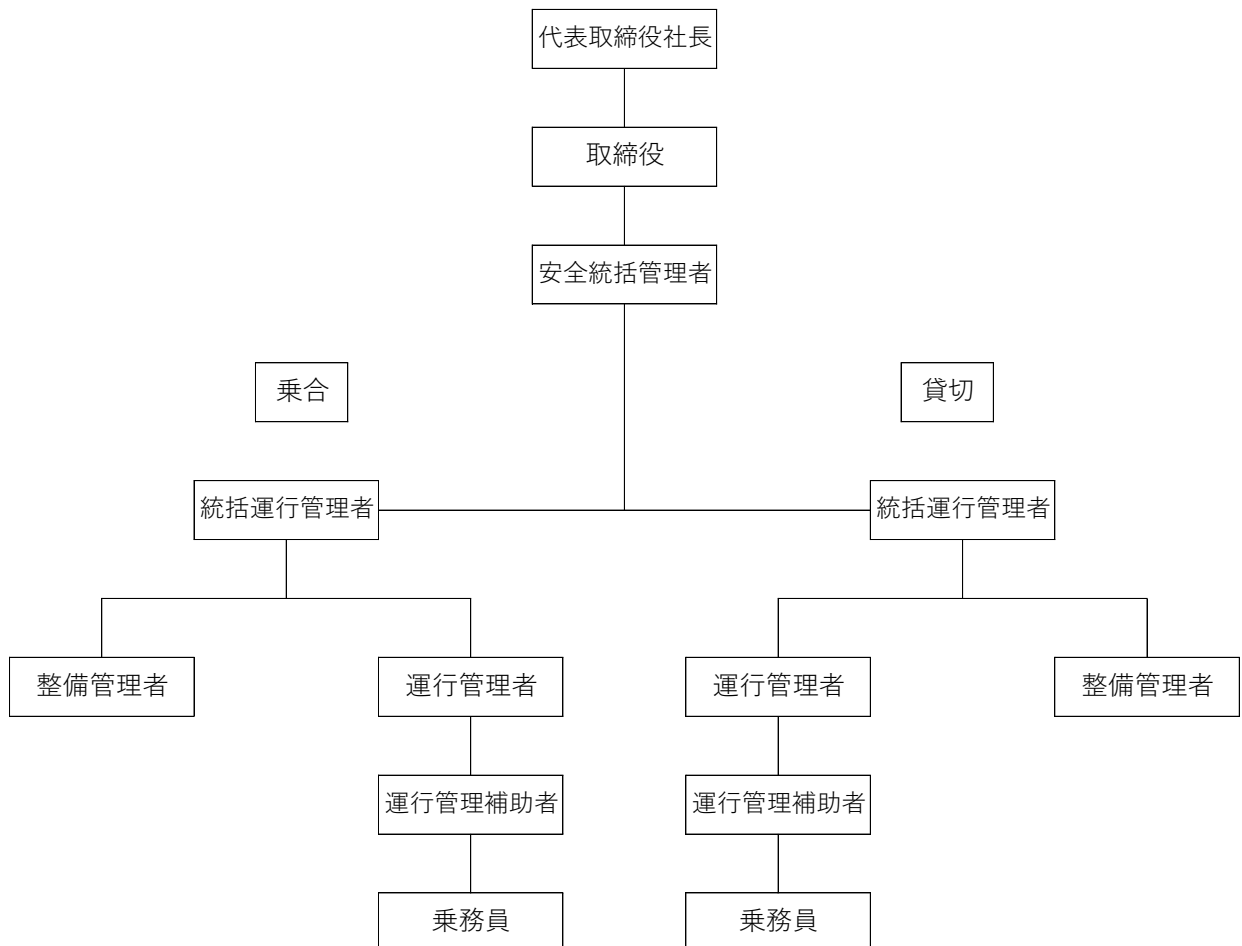 代表取締役社長
取締役
安全統括管理者
乗合
貸切
統括運行管理者
統括運行管理者
整備管理者
運行管理者
運行管理者
整備管理者
運行管理補助者
運行管理補助者
乗務員
乗務員